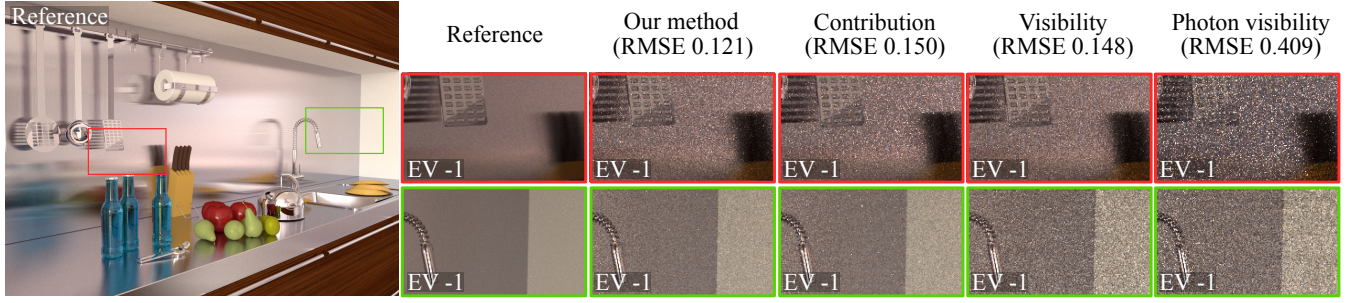 Reference
Reference
Our method
(RMSE 0.121)
Contribution
(RMSE 0.150)
Visibility
(RMSE 0.148)
Photon visibility
(RMSE 0.409)
EV -1
EV -1
EV -1
EV -1
EV -1
EV -1
EV -1
EV -1
EV -1
EV -1